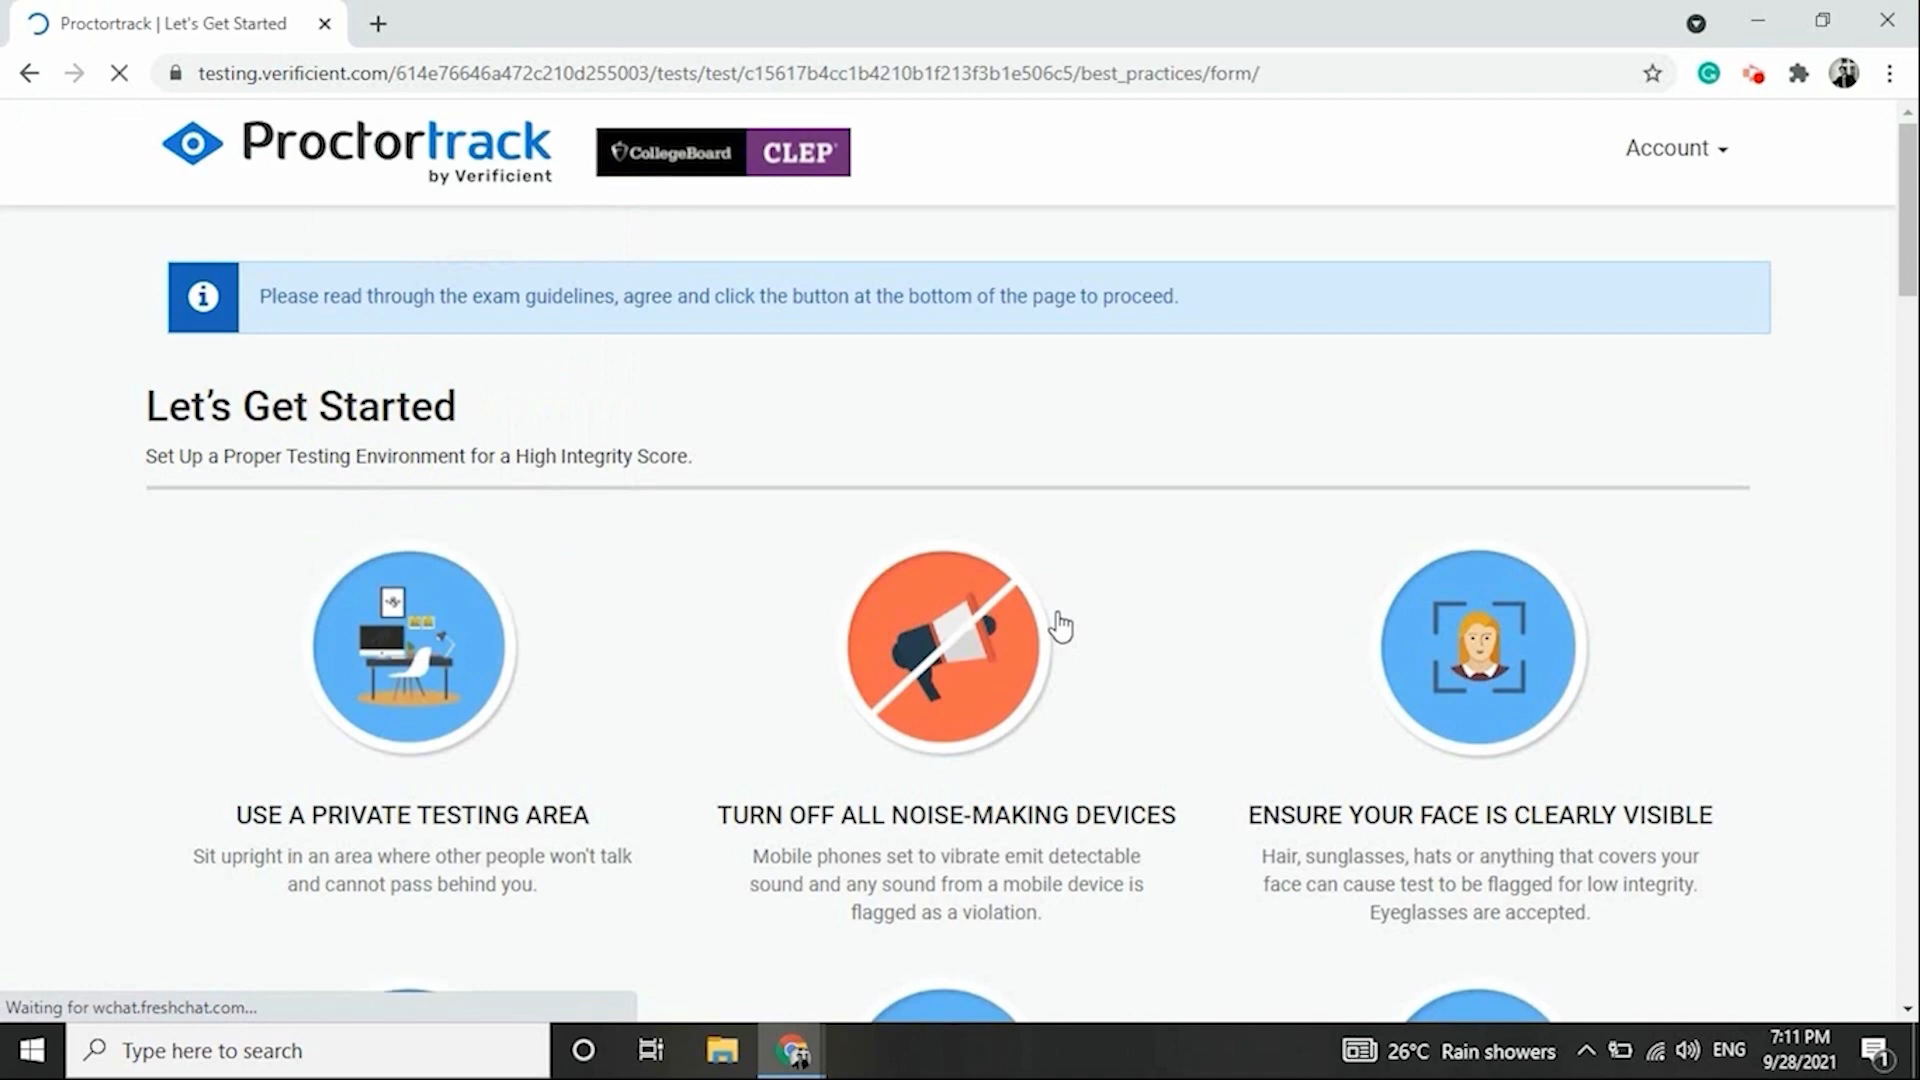 Proctortrack | Let's Get Started
testing.verificient.com/614e76646a472c210d255003/tests/test/c15617b4cc1b4210b1f213f3b1e506c5/best_practices/form/
Proctortrack
by Verificient
CollegeBoard CLEP
Account
Please read through the exam guidelines, agree and click the button at the bottom of the page to proceed.
Let's Get Started
Set Up a Proper Testing Environment for a High Integrity Score.
USE A PRIVATE TESTING AREA
Sit upright in an area where other people won't talk
and cannot pass behind you.
TURN OFF ALL NOISE-MAKING DEVICES
Mobile phones set to vibrate emit detectable
sound and any sound from a mobile device is
flagged as a violation.
ENSURE YOUR FACE IS CLEARLY VISIBLE
Hair, sunglasses, hats or anything that covers your
face can cause test to be flagged for low integrity.
Eyeglasses are accepted.
Waiting for wchat.freshchat.com...
Type here to search
26°C Rain showers
ENG
7:11 PM
9/28/2021
1